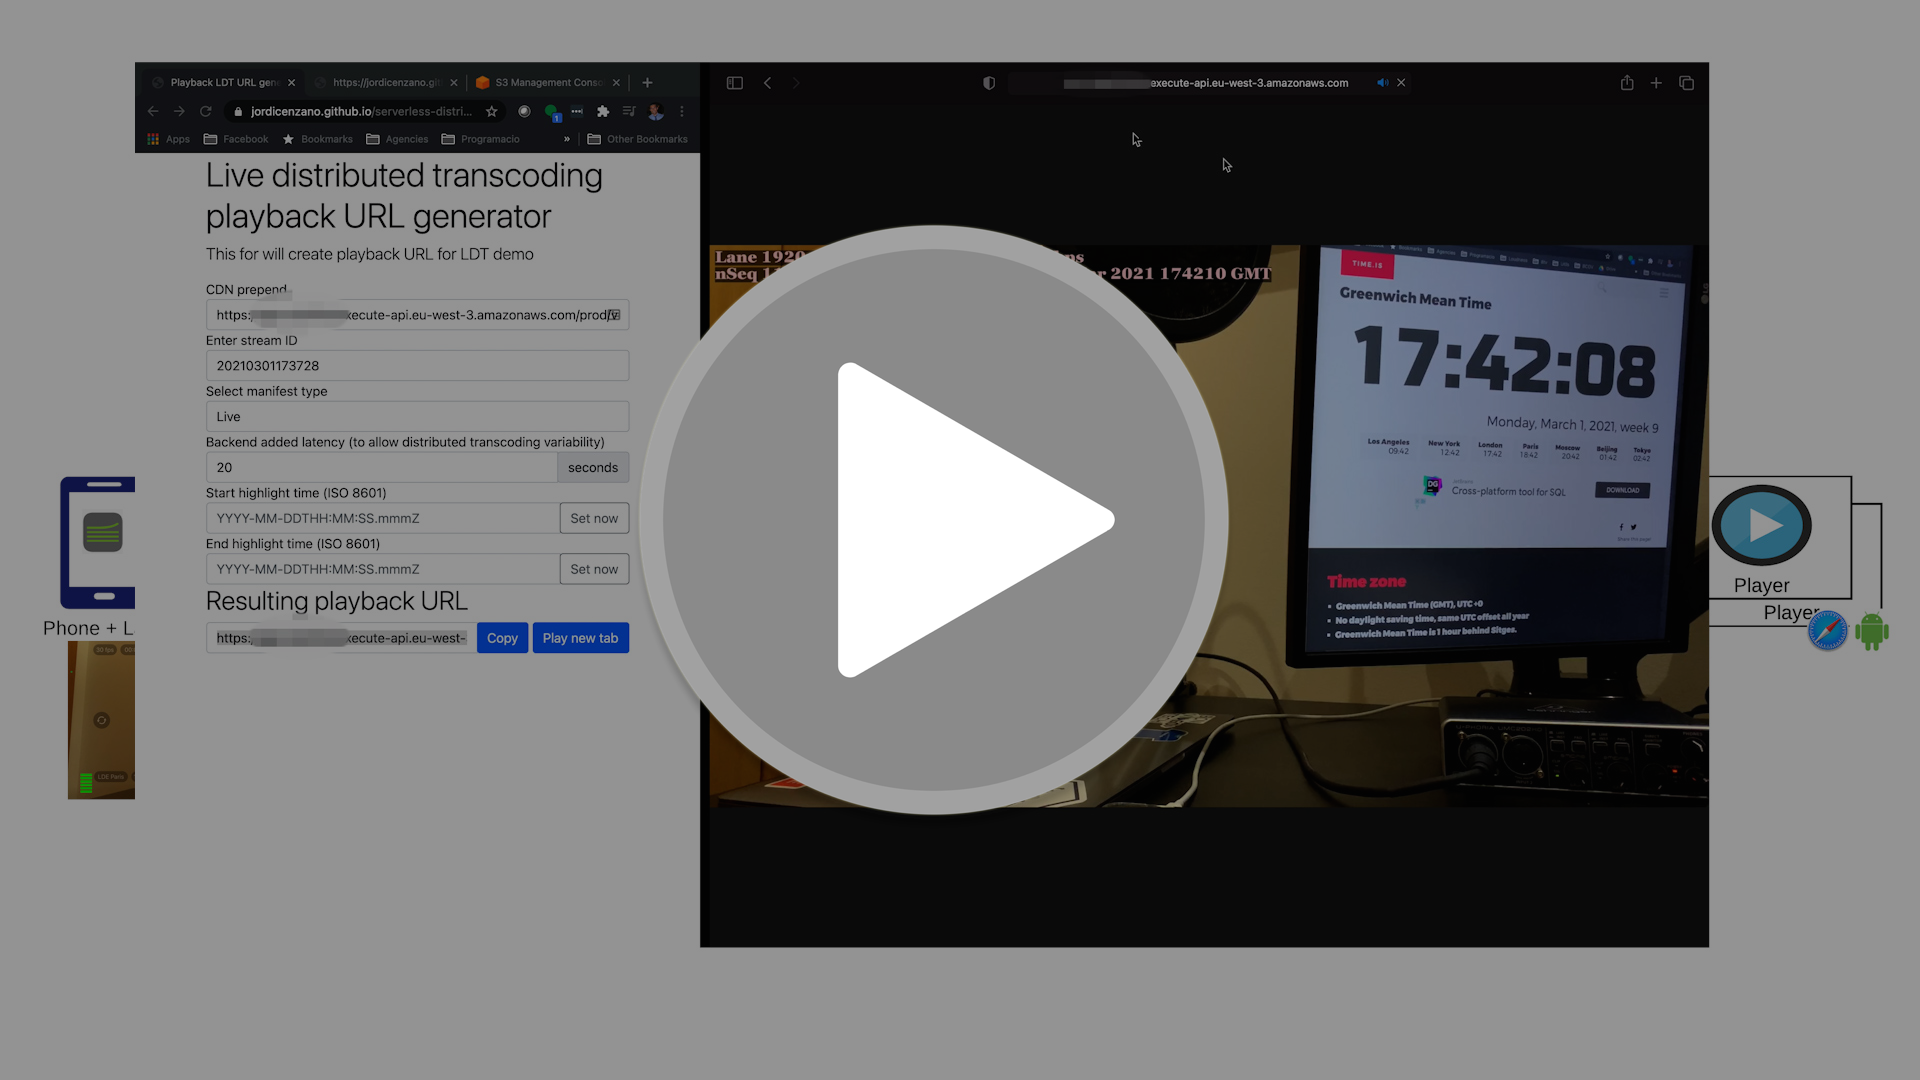 Playback LDT URL gen
https://jordicenzano.gi
S3 Management Conso
jordicenzano.github.io/serverless-distri...
Apps
Facebook
Bookmarks
Agencies
Programacio
»
Other Bookmarks
Live distributed transcoding
playback URL generator
This for will create playback URL for LDT demo
CDN prepend
https:/
xecute-api.eu-west-3.amazonaws.com/prod/v
Enter stream ID
20210301173728
Select manifest type
Live
Backend added latency (to allow distributed transcoding variability)
20
seconds
Start highlight time (ISO 8601)
YYYY-MM-DDTHH:MM:SS.mmmZ
Set now
End highlight time (ISO 8601)
YYYY-MM-DDTHH:MM:SS.mmmZ
Set now
Resulting playback URL
https:/
xecute-api.eu-west-
Copy
Play new tab
execute-api.eu-west-3.amazonaws.com
Lane 1920
nSeq 1
r 2021 174210 GMT
TIME.IS
Greenwich Mean Time
17:42:08
Monday, March 1, 2021, week 9
Los Angeles
09:42
New York
12:42
London
17:42
Paris
18:42
Moscow
20:42
Beijing
01:42
Tokyo
02:42
DG
Cross-platform tool for SQL
DOWNLOAD
Time zone
Greenwich Mean Time (GMT), UTC +0
No daylight saving time, same UTC offset all year
Greenwich Mean Time is 1 hour behind Sitges.
Phone + L
Player
Player